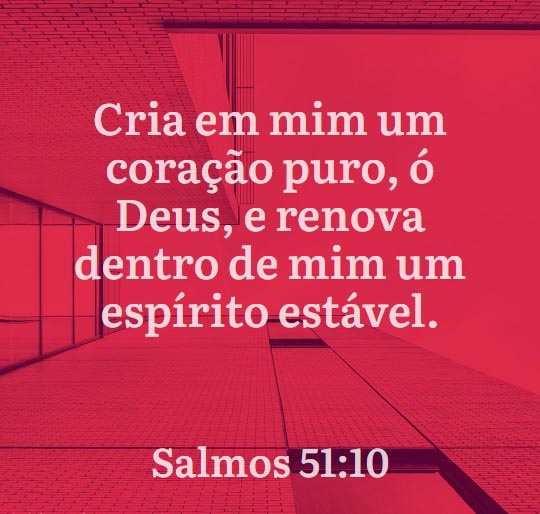 Cria em mim um
coração puro, ó
Deus, e renova
dentro de mim um
espírito estável.
Salmos 51:10